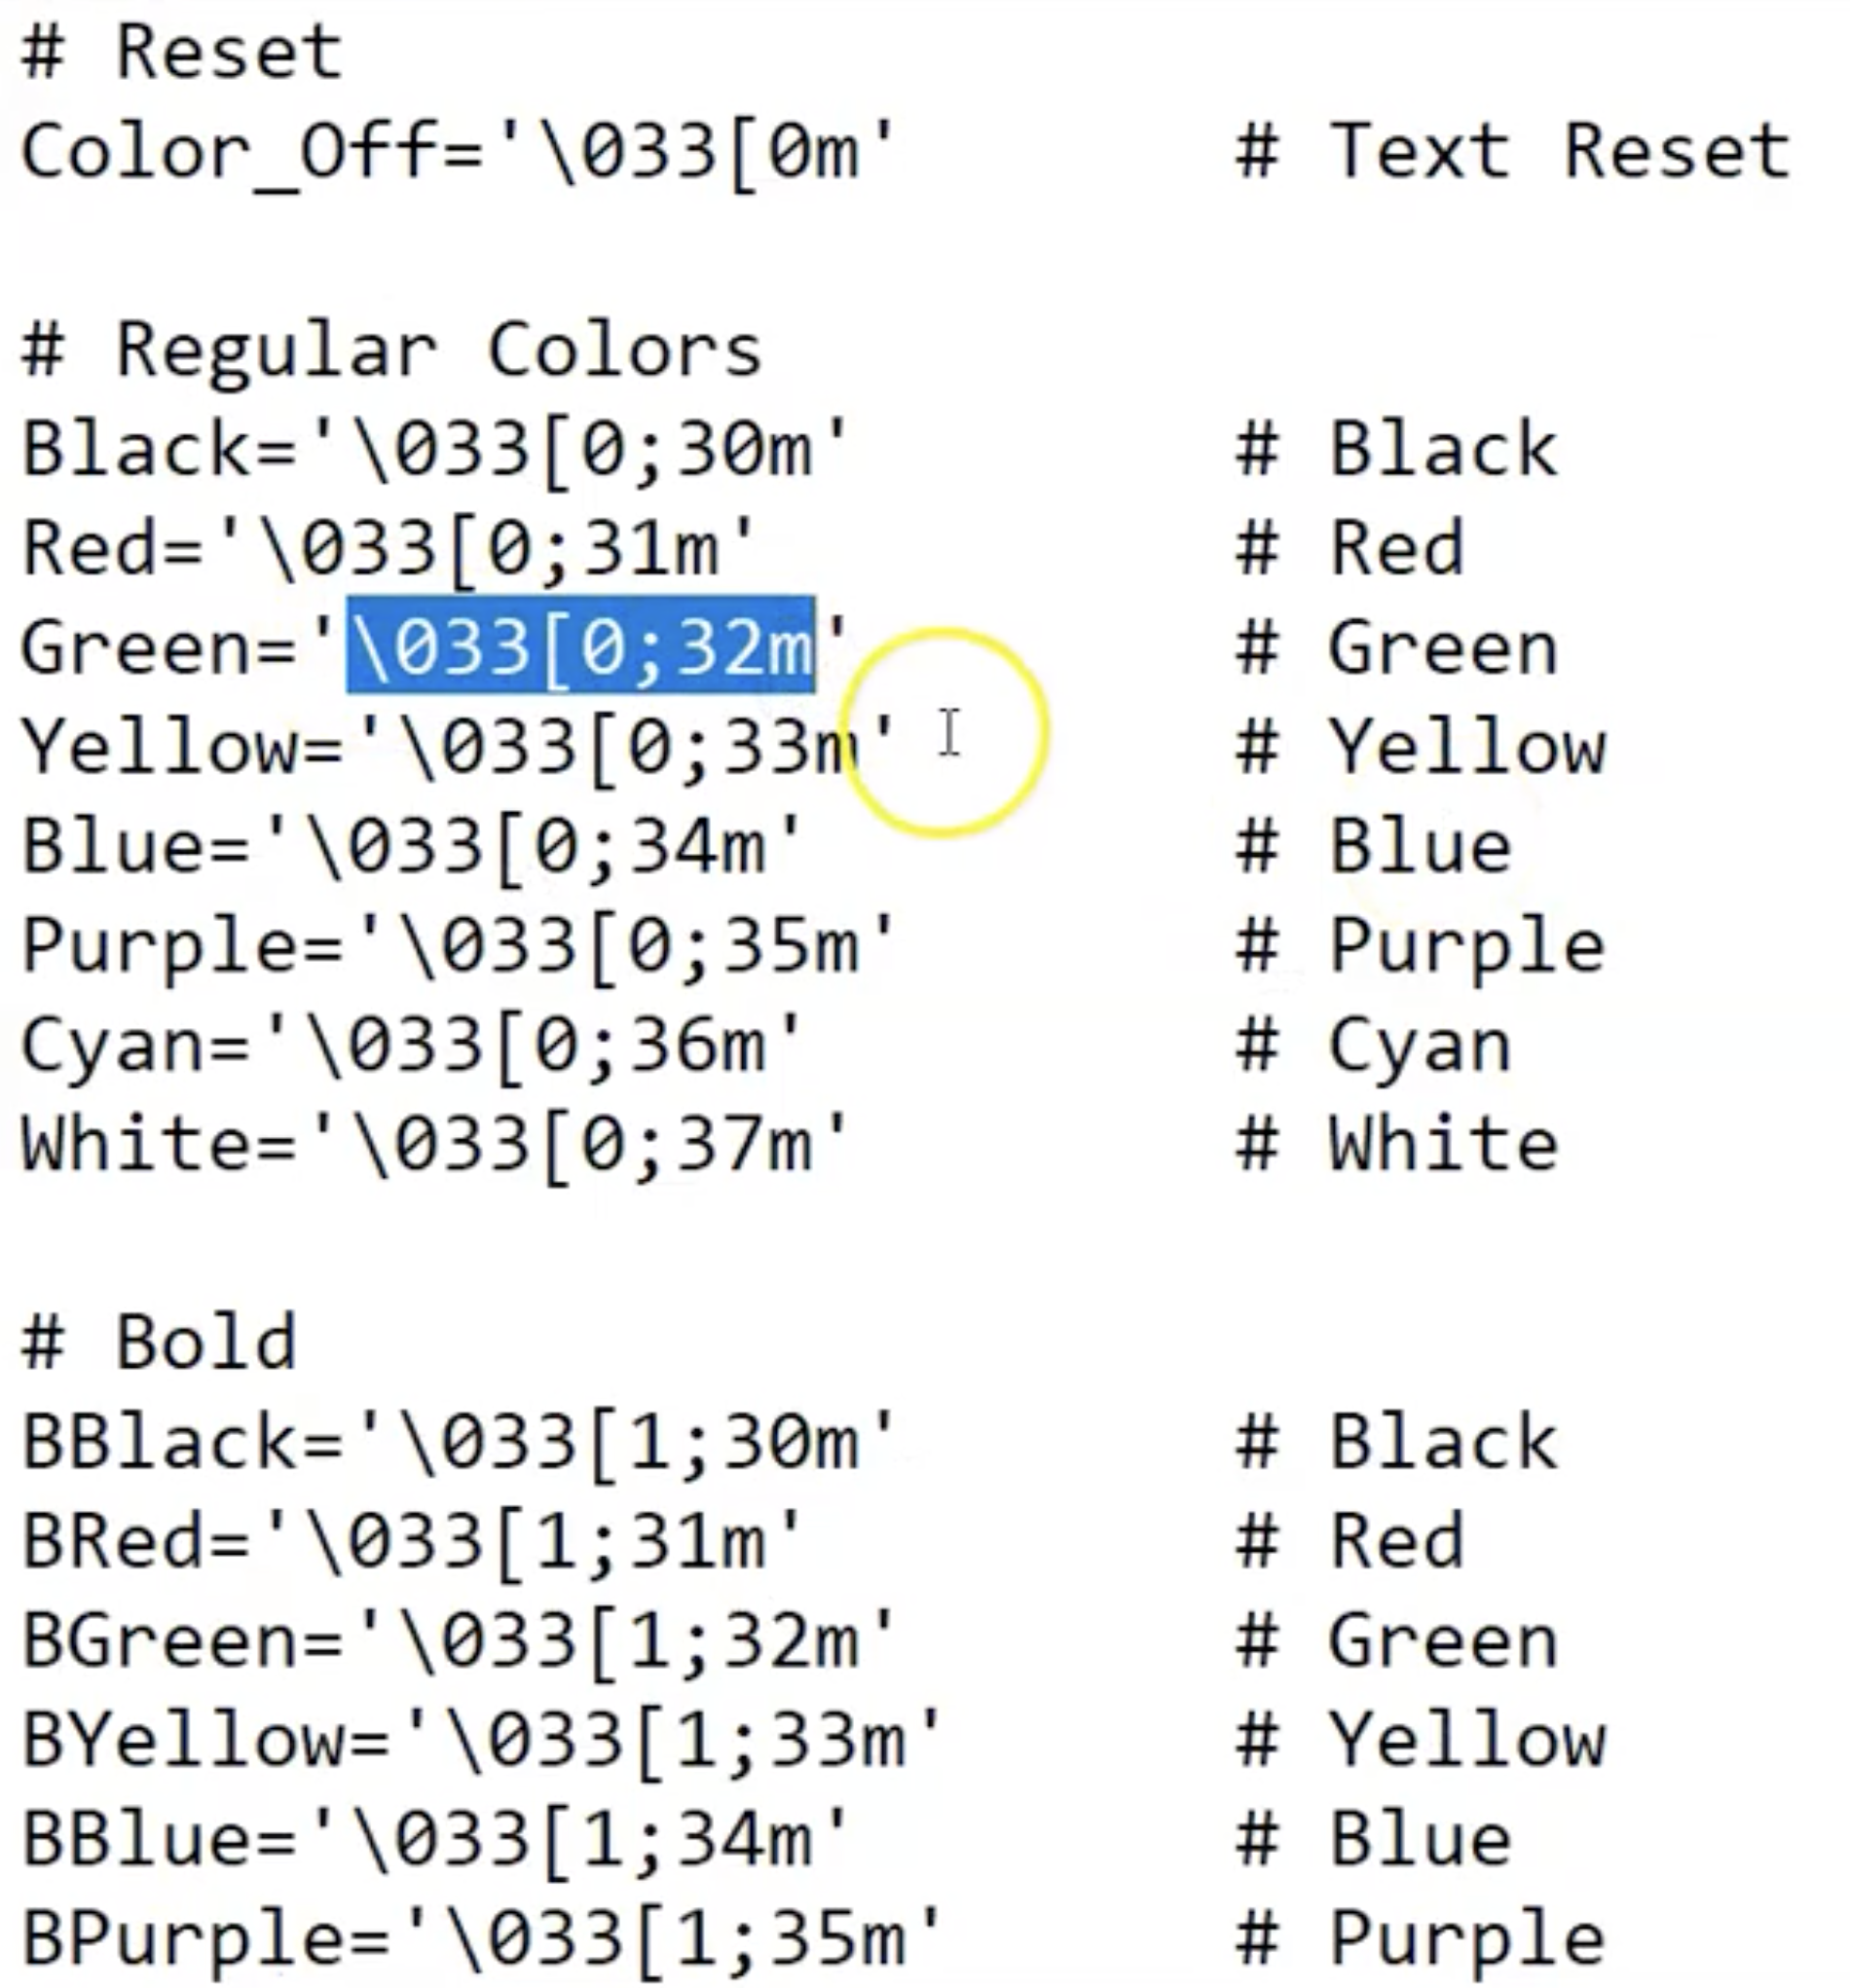 # Reset
Color_Off='\033[0m'             # Text Reset
# Regular Colors
Black='\033[0;30m'              # Black
Red='\033[0;31m'                # Red
Green='\033[0;32m'              # Green
Yellow='\033[0;33m'             # Yellow
Blue='\033[0;34m'               # Blue
Purple='\033[0;35m'             # Purple
Cyan='\033[0;36m'               # Cyan
White='\033[0;37m'              # White
# Bold
BBlack='\033[1;30m'             # Black
BRed='\033[1;31m'               # Red
BGreen='\033[1;32m'             # Green
BYellow='\033[1;33m'            # Yellow
BBlue='\033[1;34m'              # Blue
BPurple='\033[1;35m'            # Purple